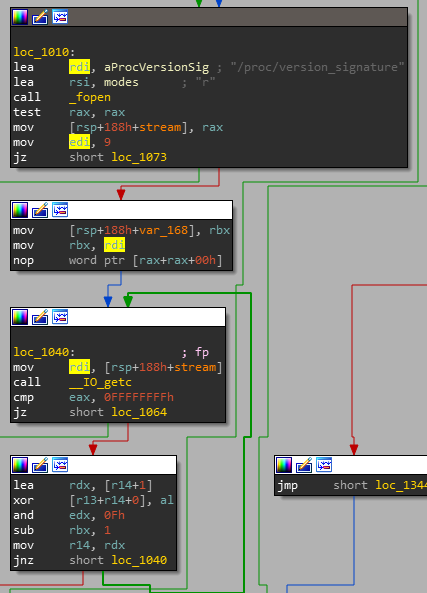 loc_1010:
lea rdi, aProcVersionSig ; "/proc/version_signature"
lea rsi, modes ; "r"
call _fopen
test rax, rax
mov [rsp+188h+stream], rax
mov edi, 9
jz short loc_1073
mov [rsp+188h+var_168], rbx
mov rbx, rdi
nop word ptr [rax+rax+00h]
loc_1040: ; fp
mov rdi, [rsp+188h+stream]
call __IO_getc
cmp eax, 0FFFFFFFFh
jz short loc_1064
lea rdx, [r14+1]
xor [r13+r14+0], al
and edx, 0Fh
sub rbx, 1
mov r14, rdx
jnz short loc_1040
jmp short loc_1344